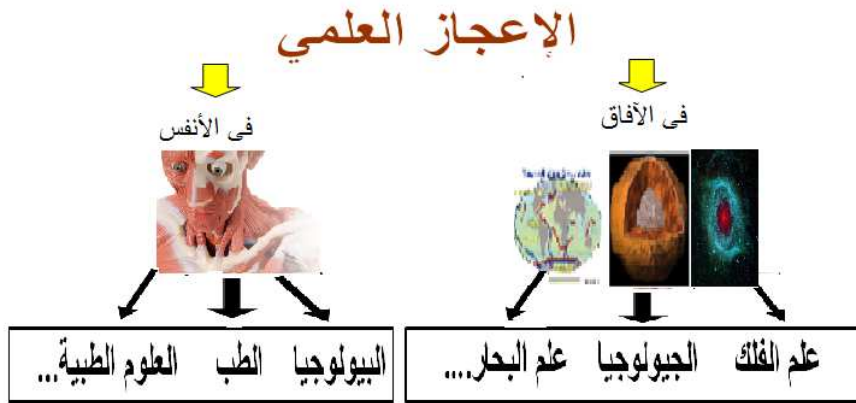 الإعجاز العلمي
فى الآفاق
فى الأنفس
علم الفلك الجيولوجيا علم البحار....
البيولوجيا الطب العلوم الطبية...